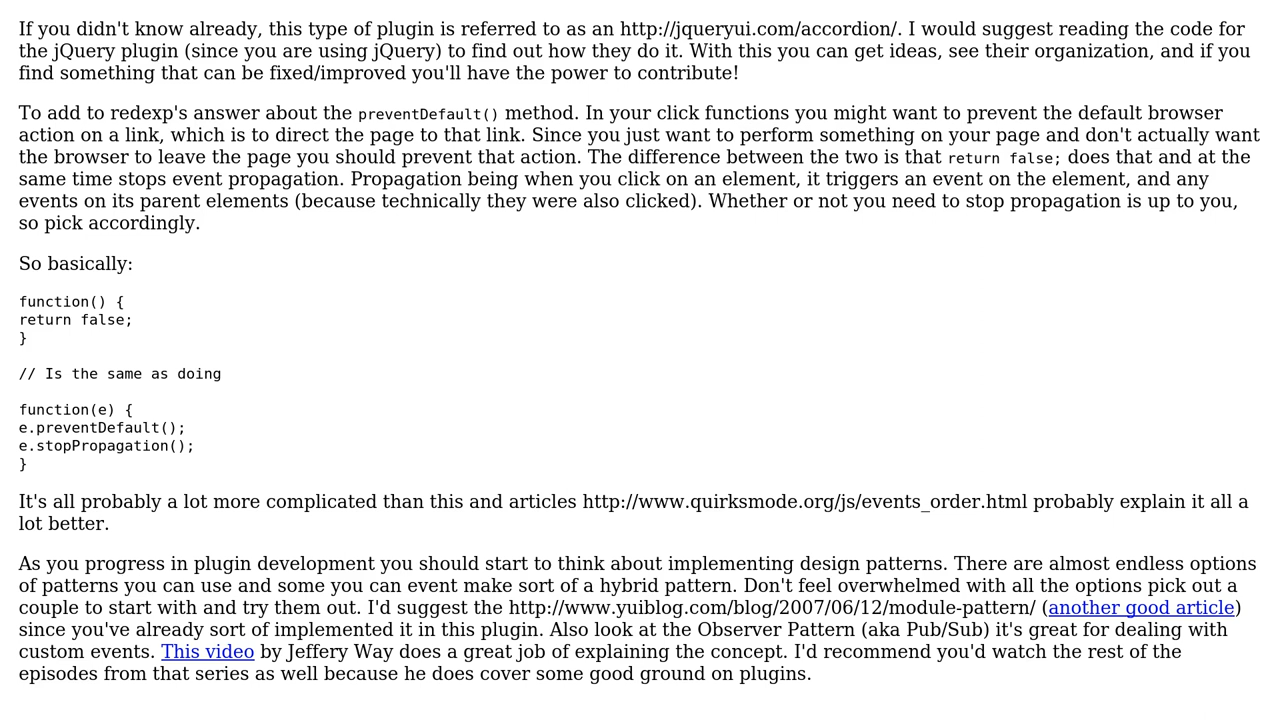 If you didn't know already, this type of plugin is referred to as an http://jqueryui.com/accordion/. I would suggest reading the code for
the jQuery plugin (since you are using jQuery) to find out how they do it. With this you can get ideas, see their organization, and if you
find something that can be fixed/improved you'll have the power to contribute!
To add to redexp's answer about the preventDefault() method. In your click functions you might want to prevent the default browser
action on a link, which is to direct the page to that link. Since you just want to perform something on your page and don't actually want
the browser to leave the page you should prevent that action. The difference between the two is that return false; does that and at the
same time stops event propagation. Propagation being when you click on an element, it triggers an event on the element, and any
events on its parent elements (because technically they were also clicked). Whether or not you need to stop propagation is up to you,
so pick accordingly.
So basically:
function() {
return false;
}
// Is the same as doing
function(e) {
e.preventDefault();
e.stopPropagation();
}
It's all probably a lot more complicated than this and articles http://www.quirksmode.org/js/events_order.html probably explain it all a
lot better.
As you progress in plugin development you should start to think about implementing design patterns. There are almost endless options
of patterns you can use and some you can event make sort of a hybrid pattern. Don't feel overwhelmed with all the options pick out a
couple to start with and try them out. I'd suggest the http://www.yuiblog.com/blog/2007/06/12/module-pattern/ (another good article)
since you've already sort of implemented it in this plugin. Also look at the Observer Pattern (aka Pub/Sub) it's great for dealing with
custom events. This video by Jeffery Way does a great job of explaining the concept. I'd recommend you'd watch the rest of the
episodes from that series as well because he does cover some good ground on plugins.